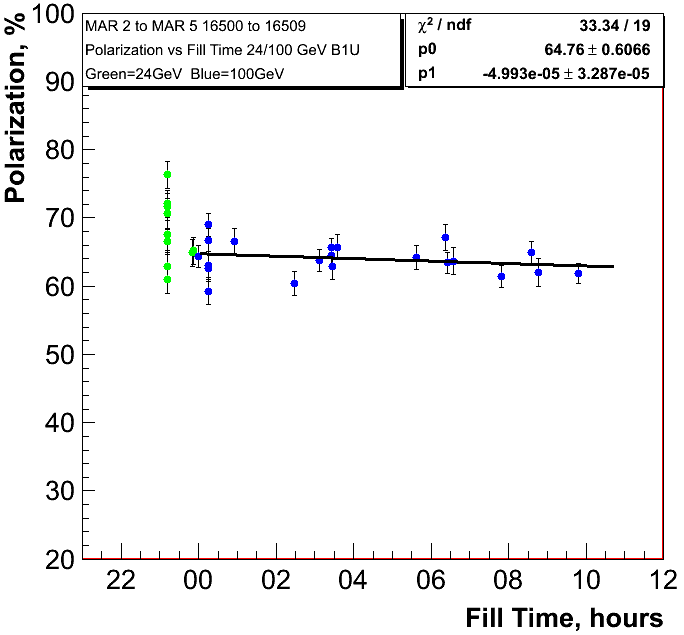 MAR 2 to MAR 5 16500 to 16509
Polarization vs Fill Time 24/100 GeV B1U
Green=24GeV Blue=100GeV
χ² / ndf 33.34 / 19
p0 64.76 ± 0.6066
p1 -4.993e-05 ± 3.287e-05
Polarization, %
100
90
80
70
60
50
40
30
20
22 00 02 04 06 08 10 12
Fill Time, hours